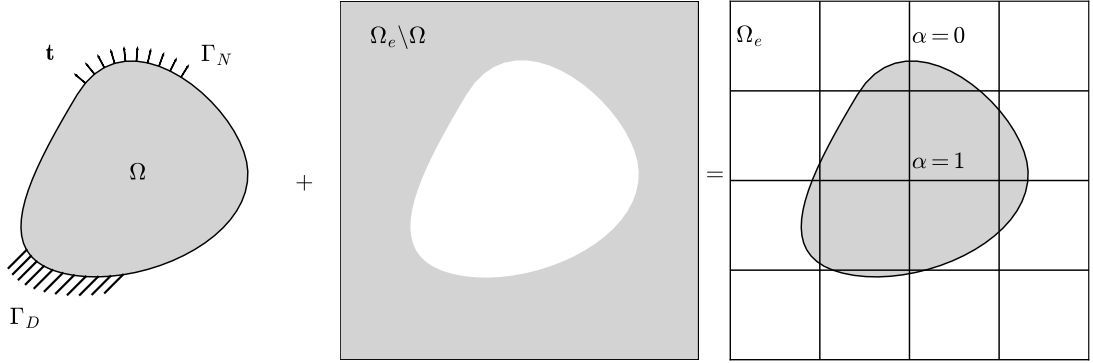 t
Γ_N
Ω
Γ_D
+
Ω_e\Ω
=
Ω_e
α = 0
α = 1